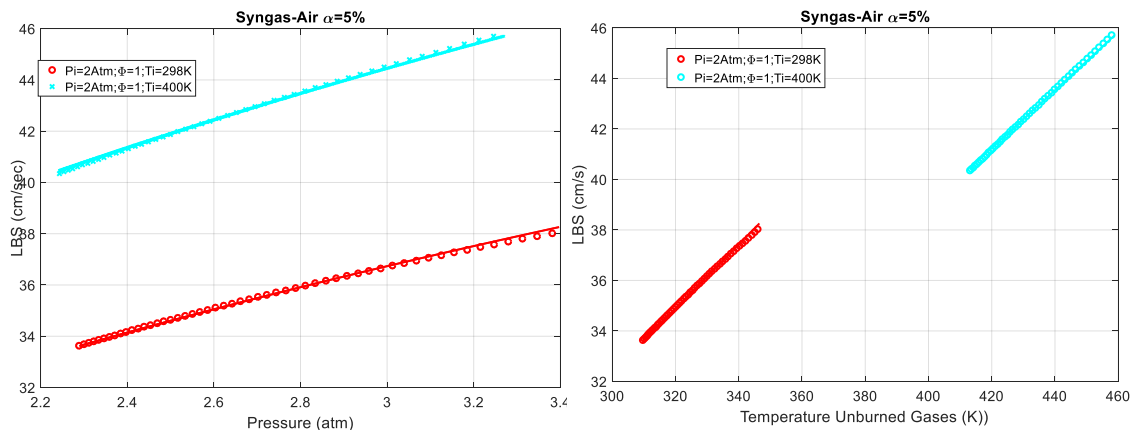 Syngas-Air α=5%
46
44
42
40
38
36
34
32
LBS (cm/sec)
Pi=2Atm;Φ=1;Ti=298K
Pi=2Atm;Φ=1;Ti=400K
2.2 2.4 2.6 2.8 3 3.2 3.4
Pressure (atm)
Syngas-Air α=5%
46
44
42
40
38
36
34
32
LBS (cm/s)
Pi=2Atm;Φ=1;Ti=298K
Pi=2Atm;Φ=1;Ti=400K
300 320 340 360 380 400 420 440 460
Temperature Unburned Gases (K))